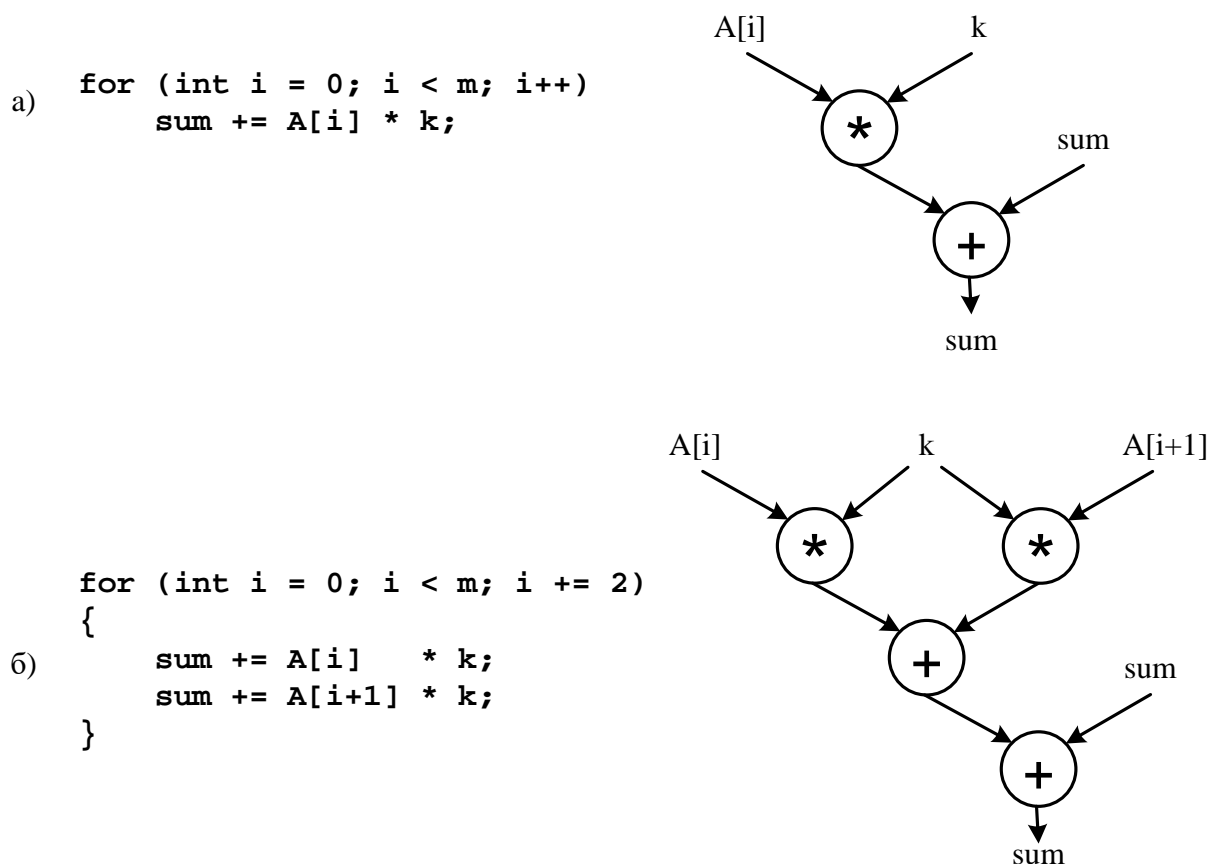 A[i] k
а) for (int i = 0; i < m; i++)
sum += A[i] * k;
*
sum
+
sum
A[i] k A[i+1]
* *
б) for (int i = 0; i < m; i += 2)
{
sum += A[i] * k;
sum += A[i+1] * k;
}
+
sum
+
sum